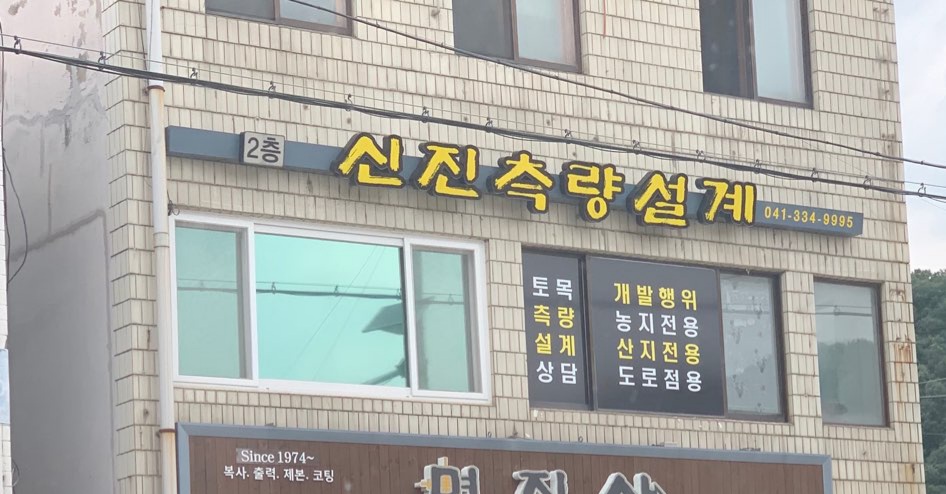 2층 신진측량설계 041-334-9995
토목
측량
설계
상담
개발행위
농지전용
산지전용
도로점용
Since 1974~
복사. 출력. 제본. 코팅